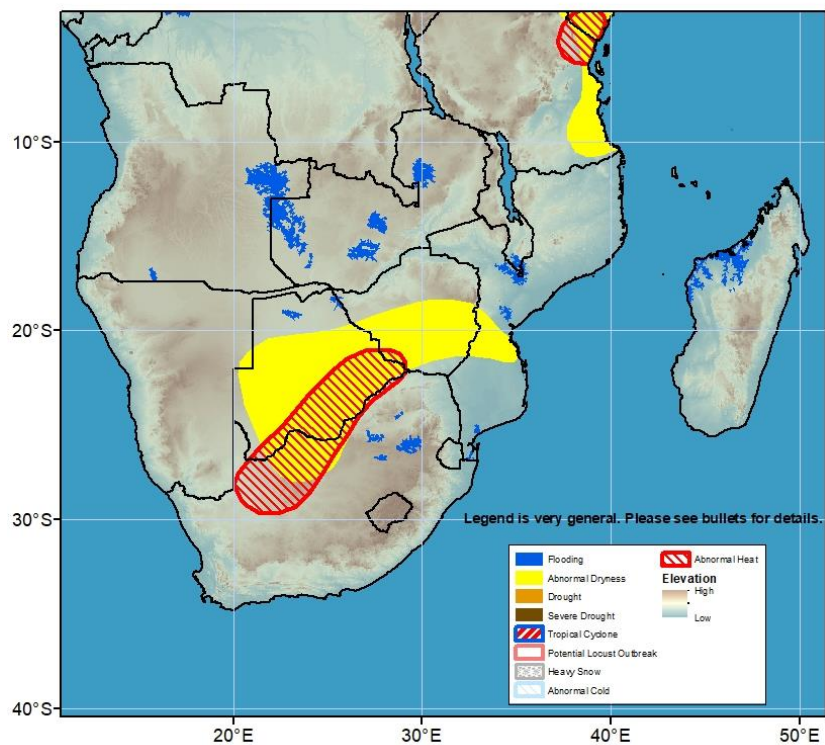 10°S
20°S
30°S
40°S
20°E
30°E
40°E
50°E
Legend is very general. Please see bullets for details.
Flooding
Abnormal Dryness
Drought
Severe Drought
Tropical Cyclone
Potential Locust Outbreak
Heavy Snow
Abnormal Cold
Abnormal Heat
Elevation
High
Low